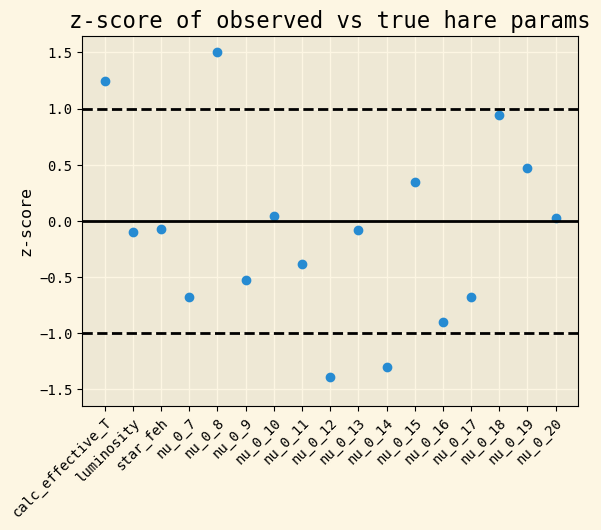 z-score of observed vs true hare params
z-score
1.5
1.0
0.5
0.0
−0.5
−1.0
−1.5
calc_effective_T
luminosity
star_feh
nu_0_7
nu_0_8
nu_0_9
nu_0_10
nu_0_11
nu_0_12
nu_0_13
nu_0_14
nu_0_15
nu_0_16
nu_0_17
nu_0_18
nu_0_19
nu_0_20